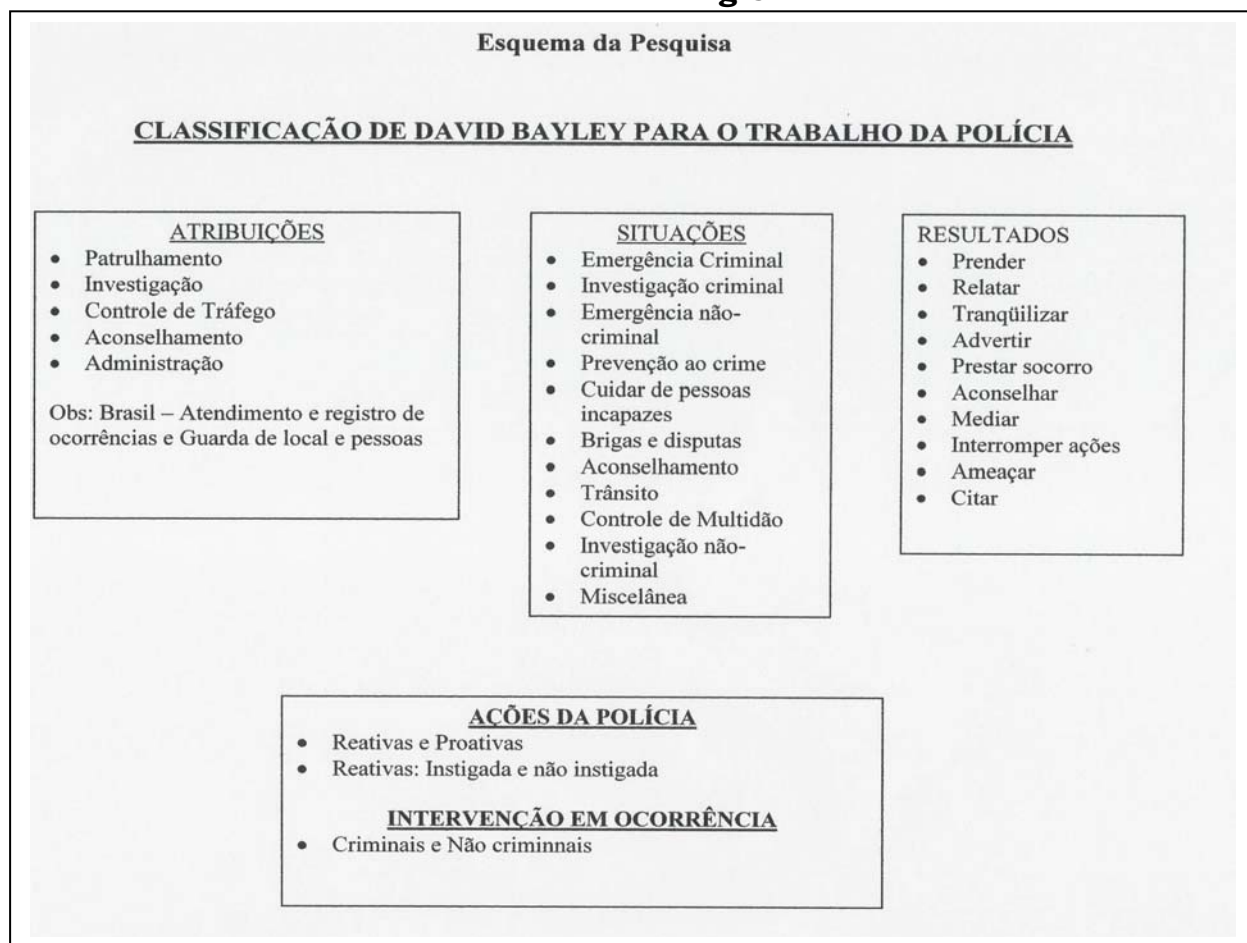 Esquema da Pesquisa
CLASSIFICAÇÃO DE DAVID BAYLEY PARA O TRABALHO DA POLÍCIA
ATRIBUIÇÕES
• Patrulhamento
• Investigação
• Controle de Tráfego
• Aconselhamento
• Administração
Obs: Brasil – Atendimento e registro de
ocorrências e Guarda de local e pessoas
SITUAÇÕES
• Emergência Criminal
• Investigação criminal
• Emergência não-
criminal
• Prevenção ao crime
• Cuidar de pessoas
incapazes
• Brigas e disputas
• Aconselhamento
• Trânsito
• Controle de Multidão
• Investigação não-
criminal
• Miscelânea
RESULTADOS
• Prender
• Relatar
• Tranqüilizar
• Advertir
• Prestar socorro
• Aconselhar
• Mediar
• Interromper ações
• Ameaçar
• Citar
AÇÕES DA POLÍCIA
• Reativas e Proativas
• Reativas: Instigada e não instigada
INTERVENÇÃO EM OCORRÊNCIA
• Criminais e Não criminnais